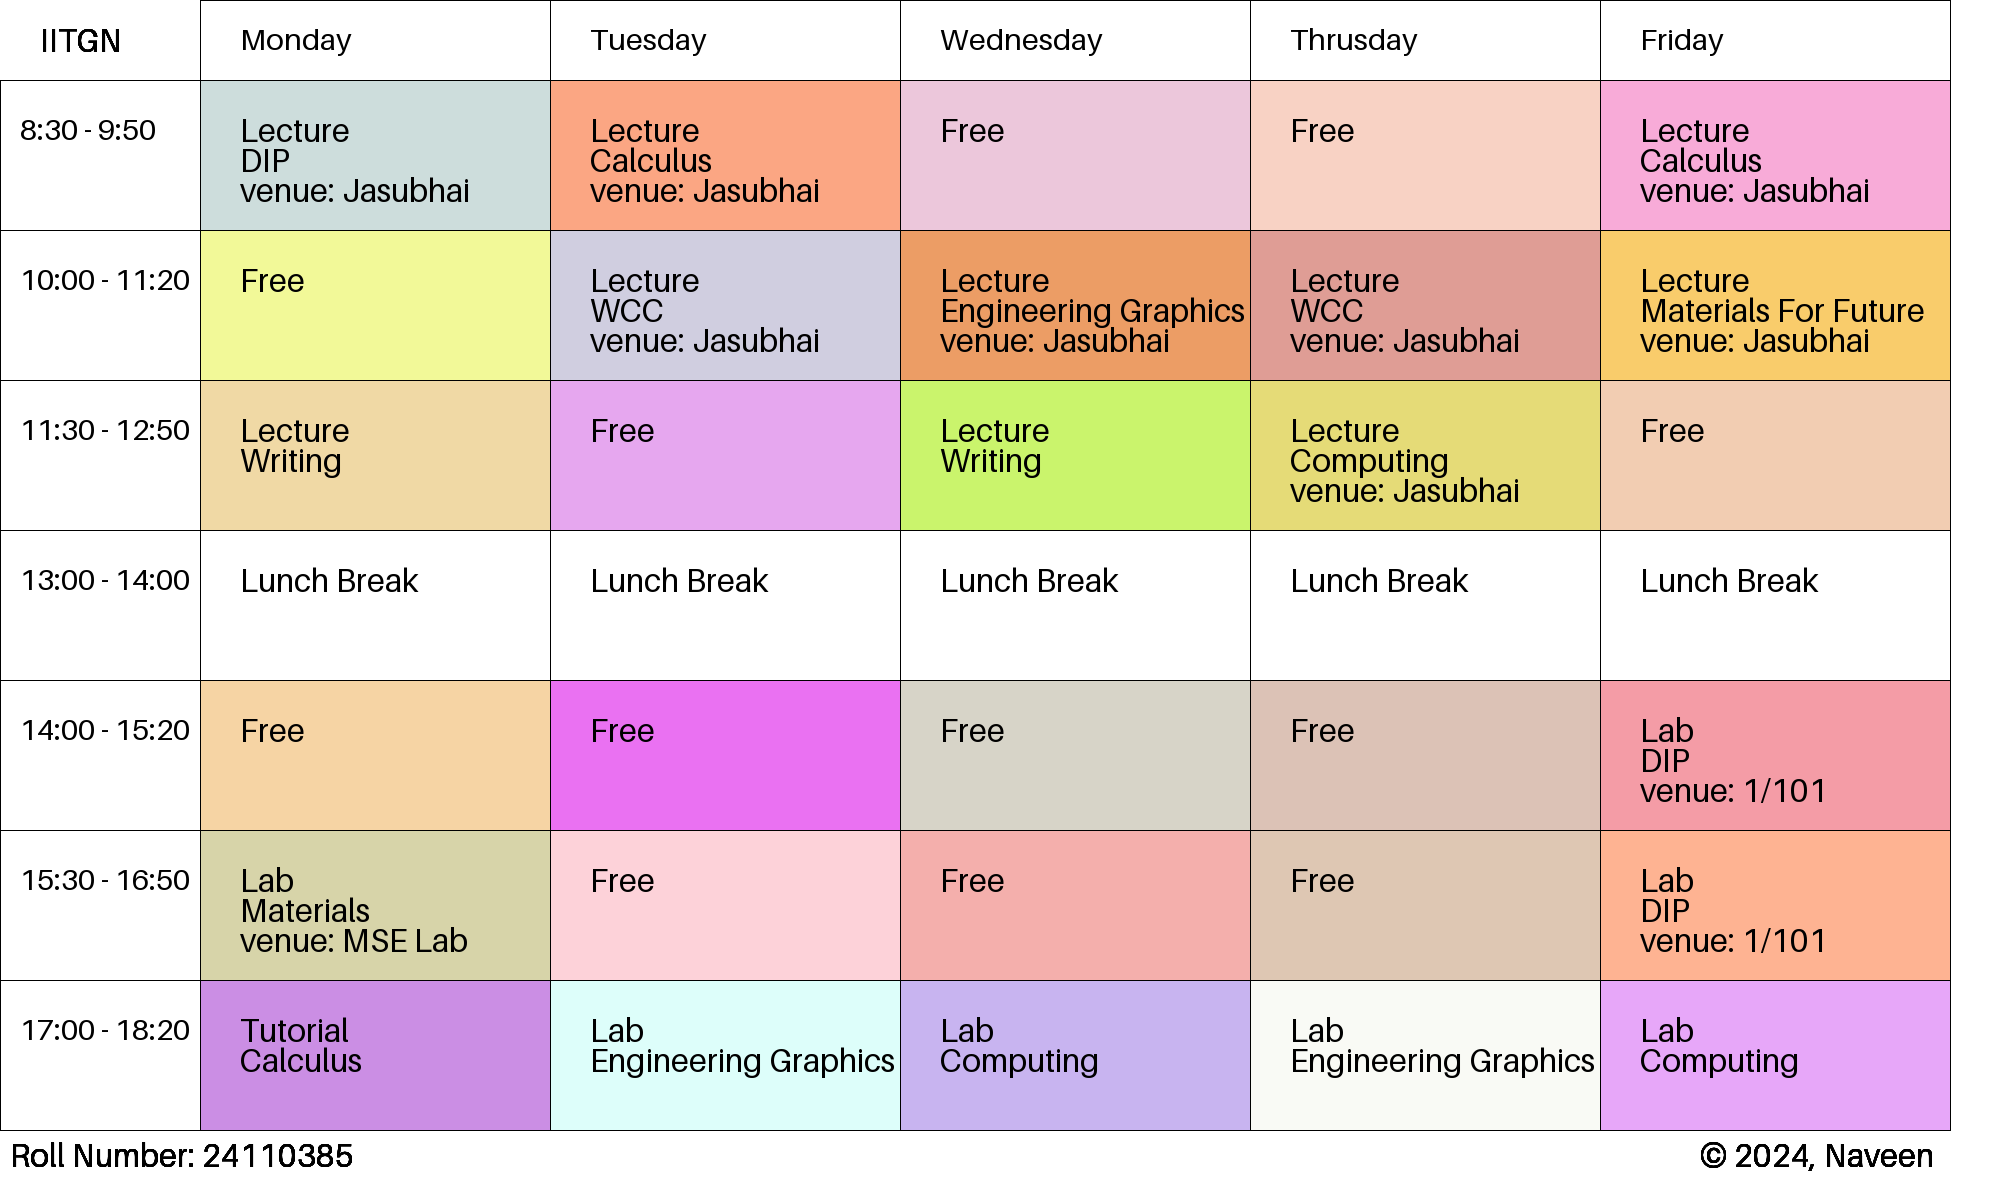 IITGN
Monday
Tuesday
Wednesday
Thrusday
Friday
8:30 - 9:50
Lecture
DIP
venue: Jasubhai
Lecture
Calculus
venue: Jasubhai
Free
Free
Lecture
Calculus
venue: Jasubhai
10:00 - 11:20
Free
Lecture
WCC
venue: Jasubhai
Lecture
Engineering Graphics
venue: Jasubhai
Lecture
WCC
venue: Jasubhai
Lecture
Materials For Future
venue: Jasubhai
11:30 - 12:50
Lecture
Writing
Free
Lecture
Writing
Lecture
Computing
venue: Jasubhai
Free
13:00 - 14:00
Lunch Break
Lunch Break
Lunch Break
Lunch Break
Lunch Break
14:00 - 15:20
Free
Free
Free
Free
Lab
DIP
venue: 1/101
15:30 - 16:50
Lab
Materials
venue: MSE Lab
Free
Free
Free
Lab
DIP
venue: 1/101
17:00 - 18:20
Tutorial
Calculus
Lab
Engineering Graphics
Lab
Computing
Lab
Engineering Graphics
Lab
Computing
Roll Number: 24110385
© 2024, Naveen